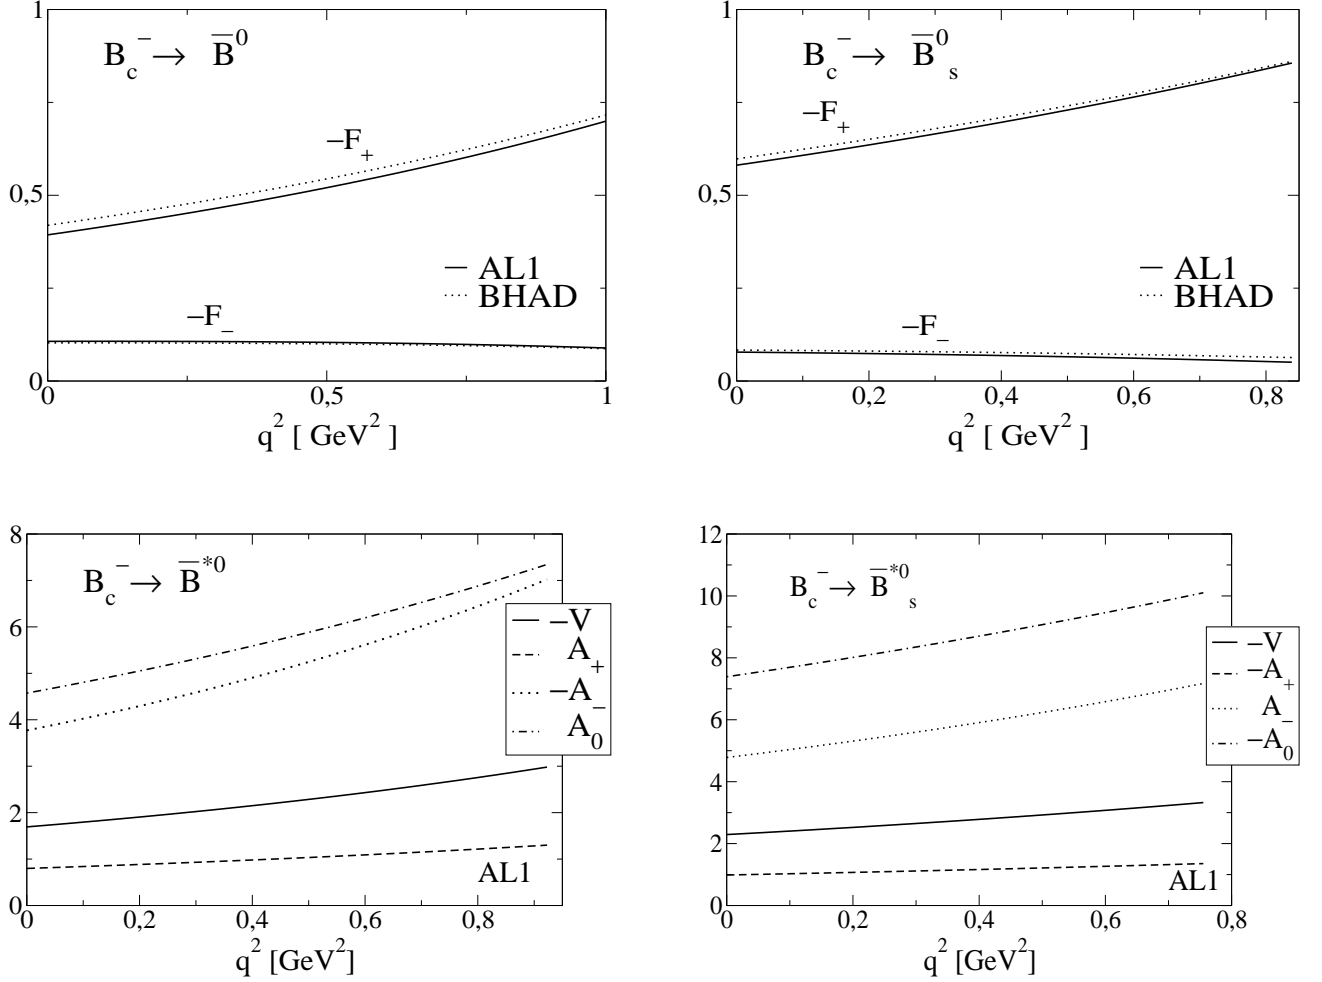 1
B_c^- → B̅^0
−F_+
0,5
AL1
BHAD
−F_−
0
0
0,5
1
q^2 [ GeV^2 ]
1
B_c^- → B̅^0_s
−F_+
0,5
AL1
BHAD
−F_−
0
0
0,2
0,4
0,6
0,8
q^2 [ GeV^2 ]
8
B_c^- → B̅^{*0}
6
−V
A_+
−A_−
A_0
4
2
AL1
0
0
0,2
0,4
0,6
0,8
q^2 [GeV^2]
12
B_c^- → B̅^{*0}_s
10
8
−V
−A_+
A_−
−A_0
6
4
2
AL1
0
0
0,2
0,4
0,6
0,8
q^2 [GeV^2]